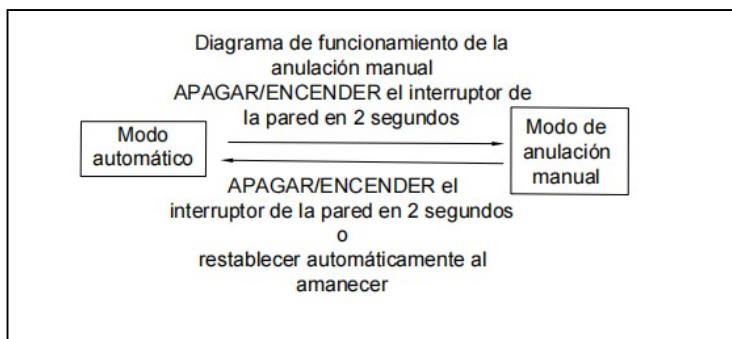 Diagrama de funcionamiento de la
anulación manual
APAGAR/ENCENDER el interruptor de
la pared en 2 segundos
Modo
automático
Modo de
anulación
manual
APAGAR/ENCENDER el
interruptor de la pared en 2 segundos
o
restablecer automáticamente al
amanecer